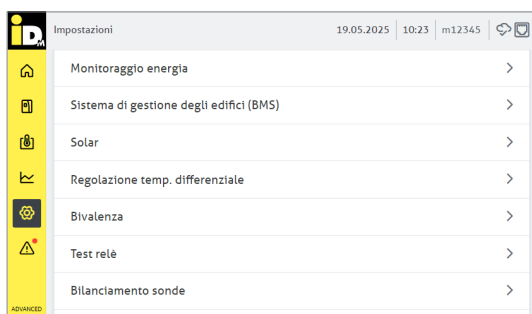 iDM
Impostazioni
19.05.2025 10:23 m12345
Monitoraggio energia
Sistema di gestione degli edifici (BMS)
Solar
Regolazione temp. differenziale
Bivalenza
Test relè
Bilanciamento sonde
ADVANCED